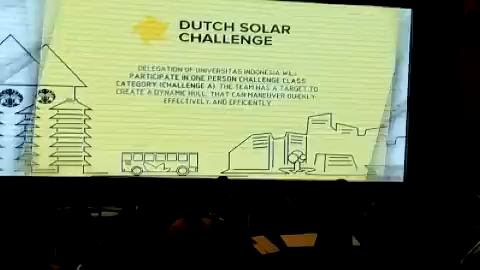 DUTCH SOLAR
CHALLENGE
DELEGATION OF UNIVERSITAS INDONESIA WILL
PARTICIPATE IN ONE PERSON CHALLENGE CLASS
CATEGORY (CHALLENGE A). THE TEAM HAS A TARGET TO
CREATE A DYNAMIC HULL, THAT CAN MANEUVER QUICKLY,
EFFECTIVELY, AND EFFICIENTLY